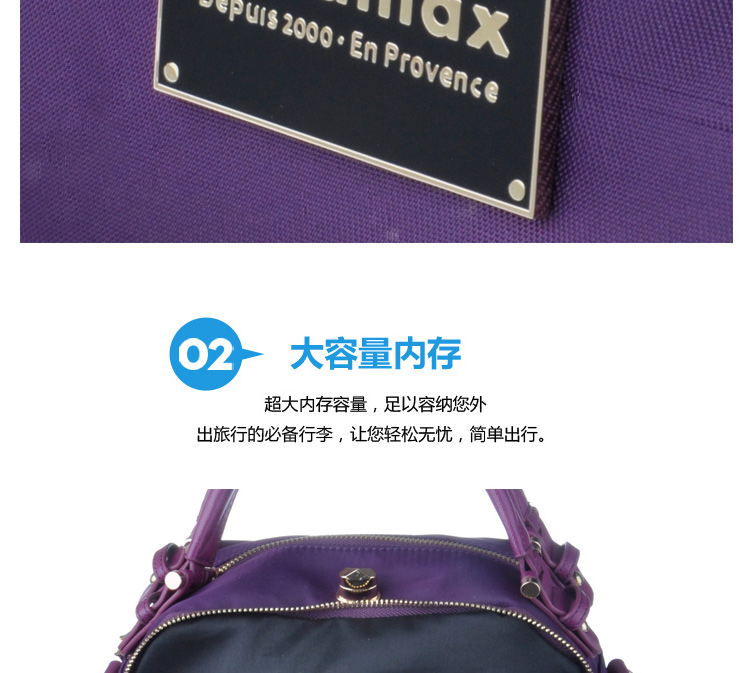 Depuis 2000 · En Provence
02
大容量内存
超大内存容量，足以容纳您外
出旅行的必备行李，让您轻松无忧，简单出行。